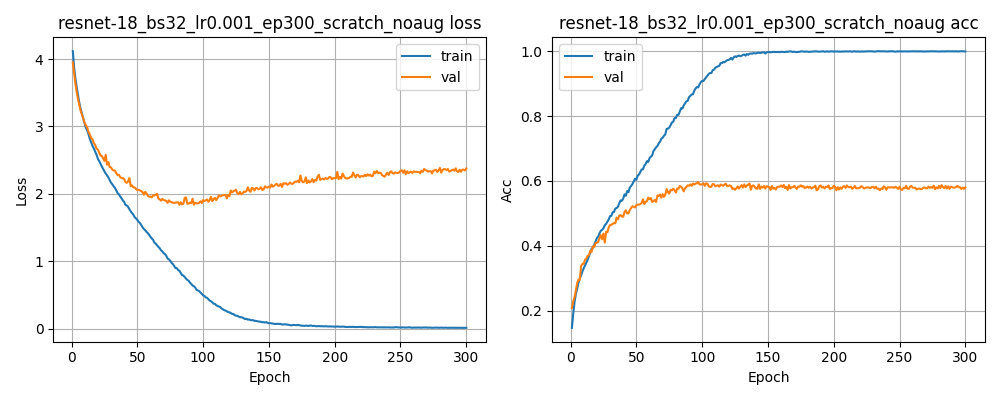 resnet-18_bs32_lr0.001_ep300_scratch_noaug loss
train
val
4
3
2
1
0
Loss
0 50 100 150 200 250 300
Epoch
resnet-18_bs32_lr0.001_ep300_scratch_noaug acc
train
val
1.0
0.8
0.6
0.4
0.2
Acc
0 50 100 150 200 250 300
Epoch